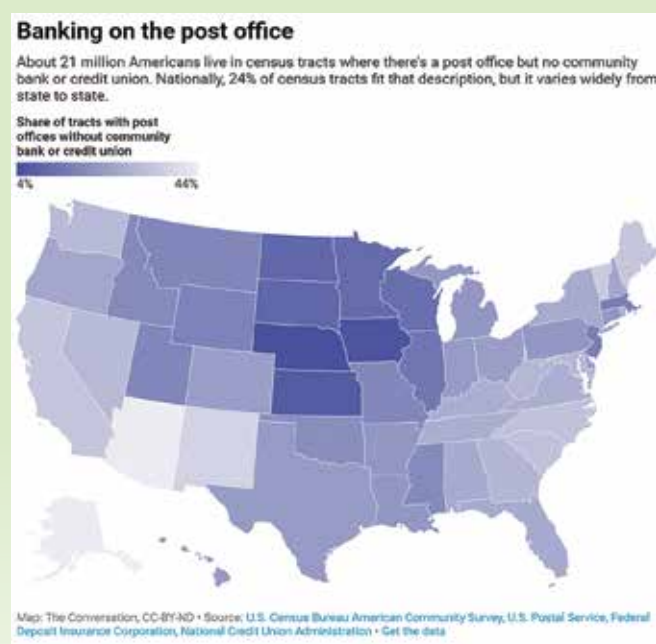 Banking on the post office
About 21 million Americans live in census tracts where there's a post office but no community
bank or credit union. Nationally, 24% of census tracts fit that description, but it varies widely from
state to state.
Share of tracts with post
offices without community
bank or credit union
4%
44%
Map: The Conversation, CC-BY-ND • Source: U.S. Census Bureau American Community Survey, U.S. Postal Service, Federal
Deposit Insurance Corporation, National Credit Union Administration • Get the data